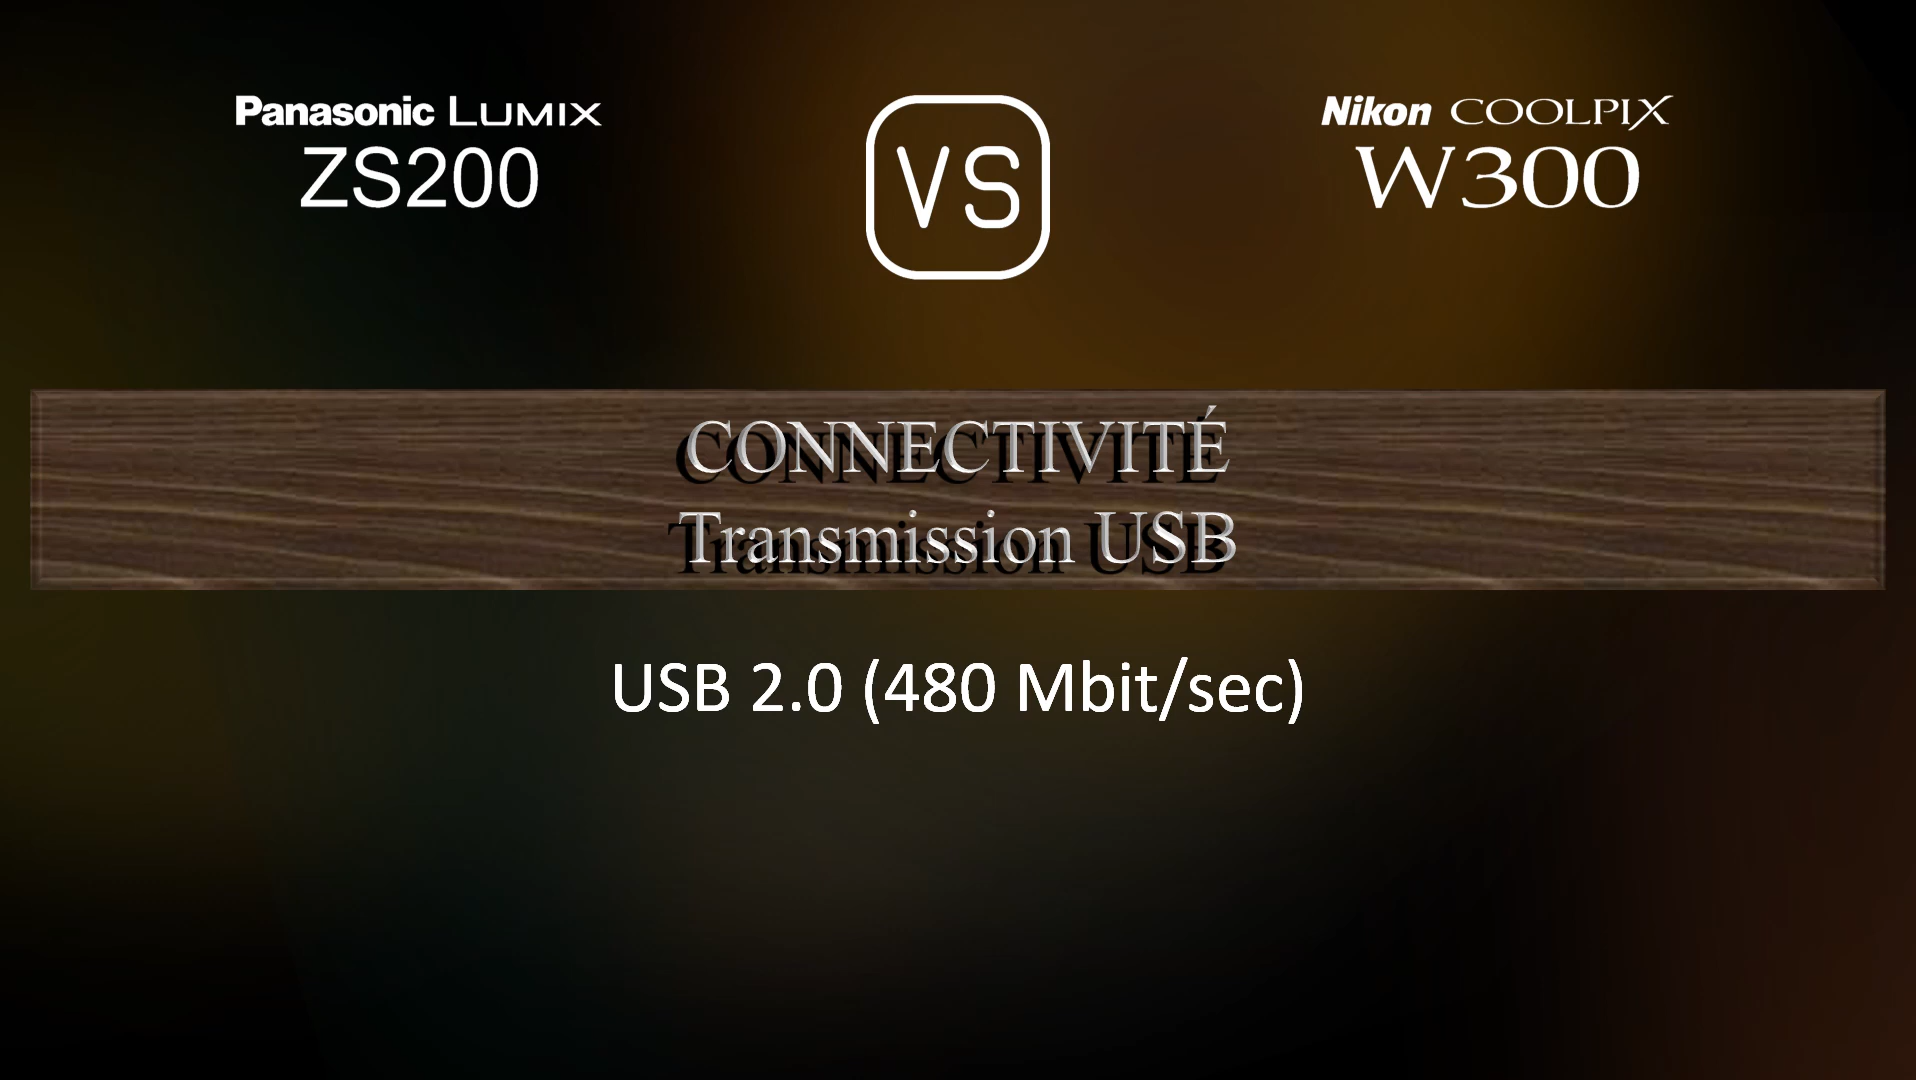 Panasonic LUMIX
ZS200
VS
Nikon COOLPIX
W300
CONNECTIVITÉ
Transmission USB
USB 2.0 (480 Mbit/sec)